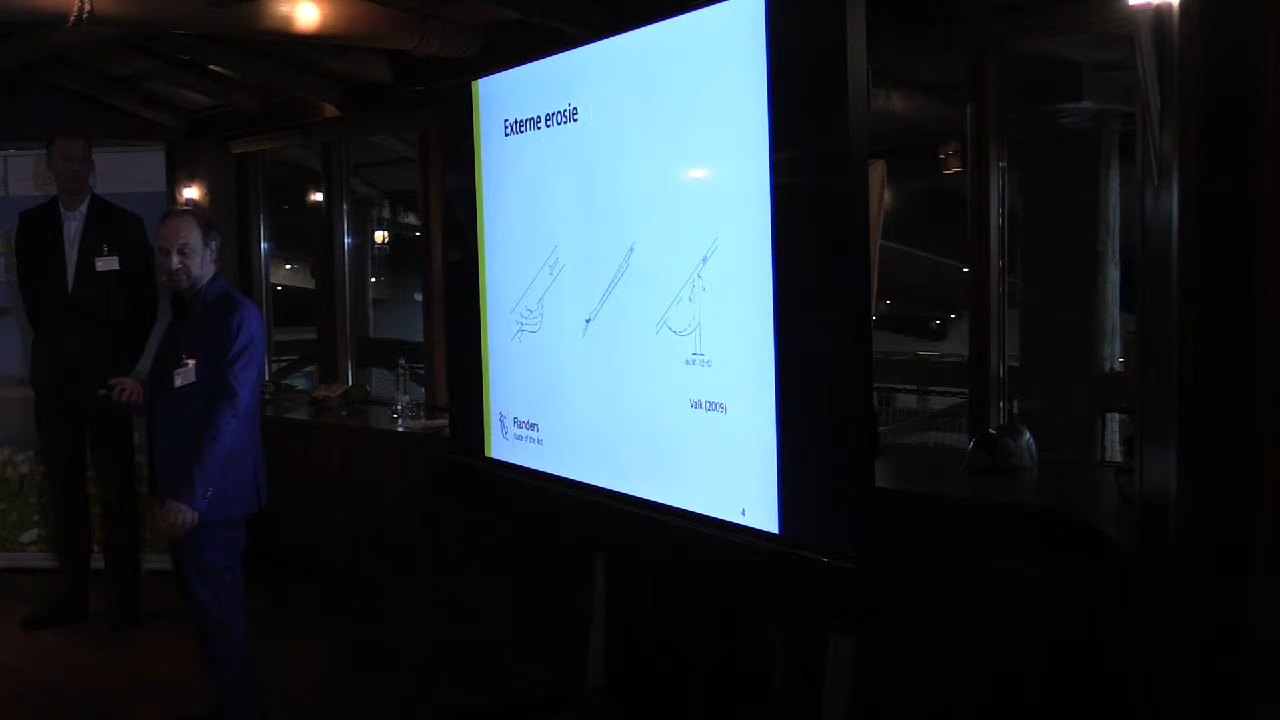 Externe erosie
Valk (2009)
Flanders
State of the Art
4